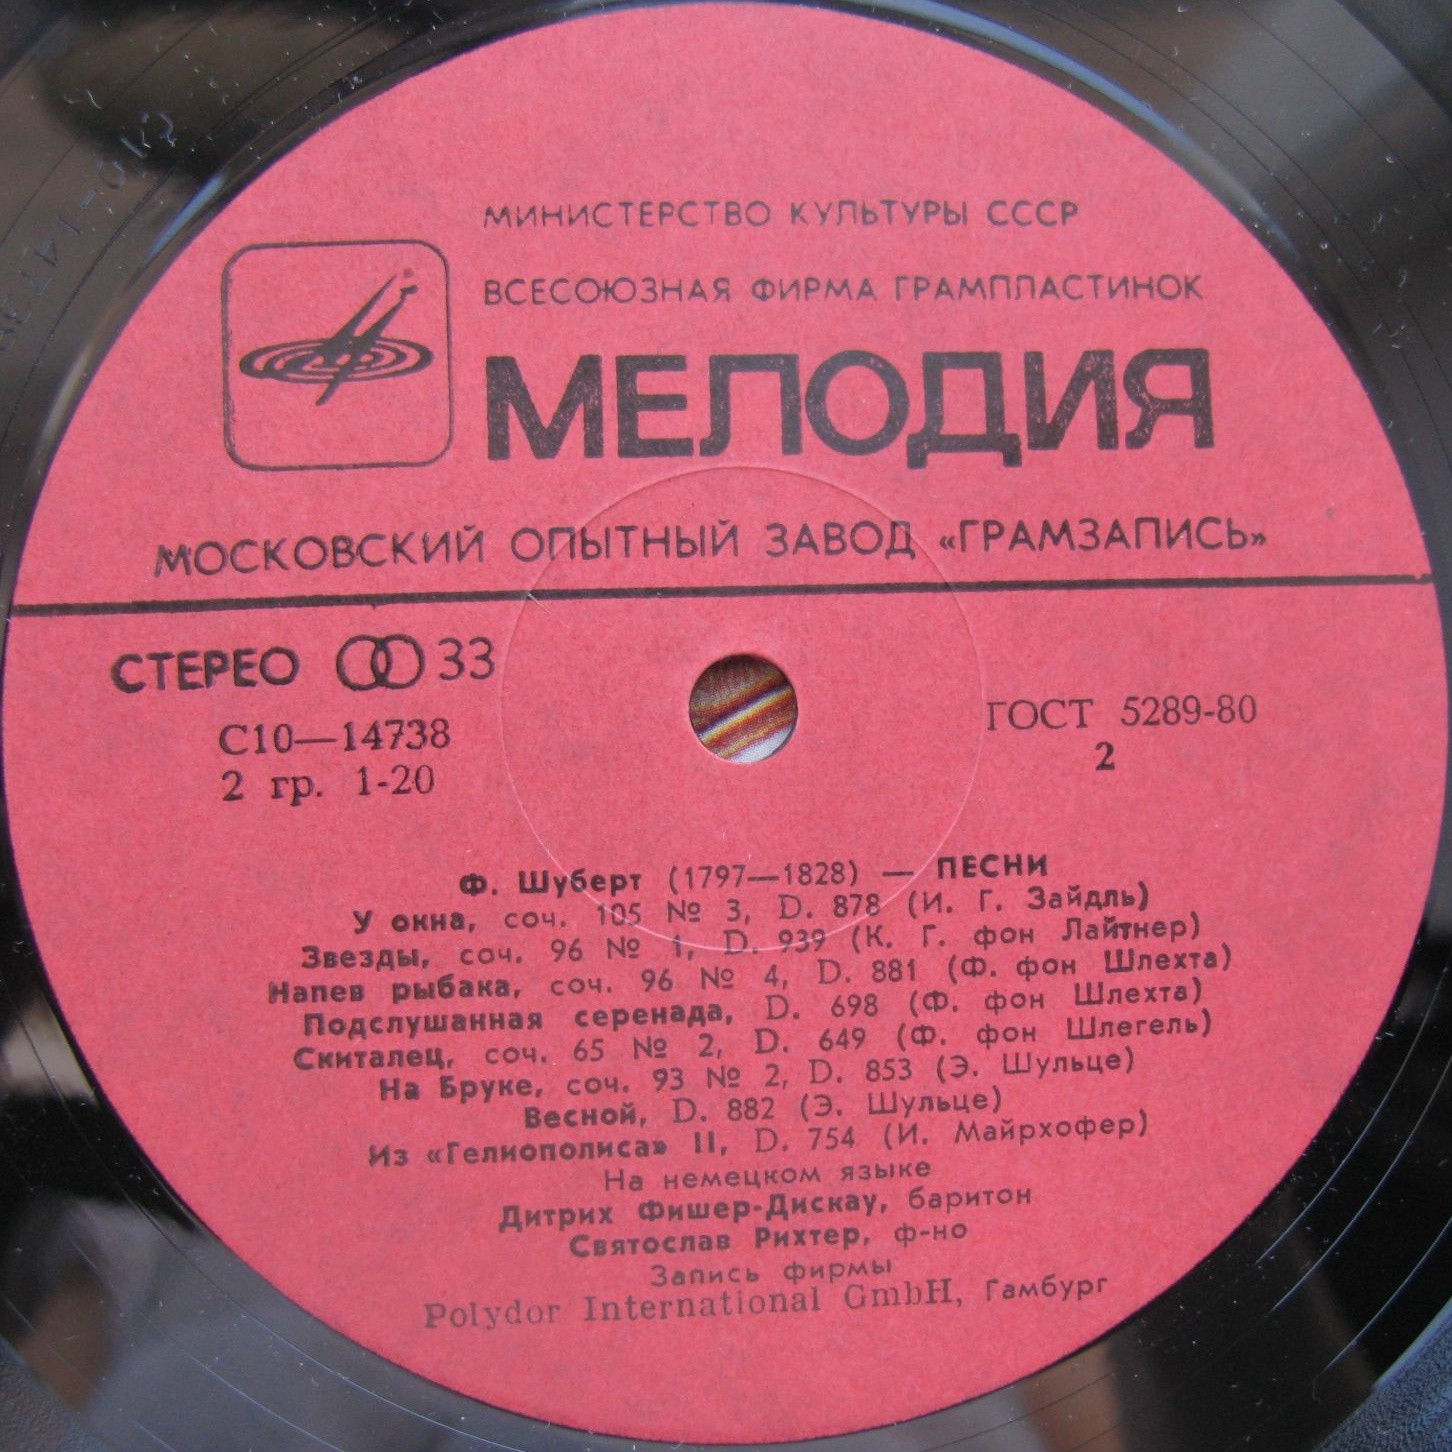 МИНИСТЕРСТВО КУЛЬТУРЫ СССР
ВСЕСОЮЗНАЯ ФИРМА ГРАМПЛАСТИНОК
МЕЛОДИЯ
МОСКОВСКИЙ ОПЫТНЫЙ ЗАВОД «ГРАМЗАПИСЬ»
СТЕРЕО 33
С10—14738
2 гр. 1-20
ГОСТ 5289-80
2
Ф. Шуберт (1797—1828) — ПЕСНИ
У окна, соч. 105 № 3, D. 878 (И. Г. Зайдль)
Звезды, соч. 96 № 1, D. 939 (К. Г. фон Лайтнер)
Напев рыбака, соч. 96 № 4, D. 881 (Ф. фон Шлехта)
Подслушанная серенада, D. 698 (Ф. фон Шлехта)
Скиталец, соч. 65 № 2, D. 649 (Ф. фон Шлегель)
На Бруке, соч. 93 № 2, D. 853 (Э. Шульце)
Весной, D. 882 (Э. Шульце)
Из «Гелиополиса» II, D. 754 (И. Майрхофер)
На немецком языке
Дитрих Фишер-Дискау, баритон
Святослав Рихтер, ф-но
Запись фирмы
Polydor International GmbH, Гамбург